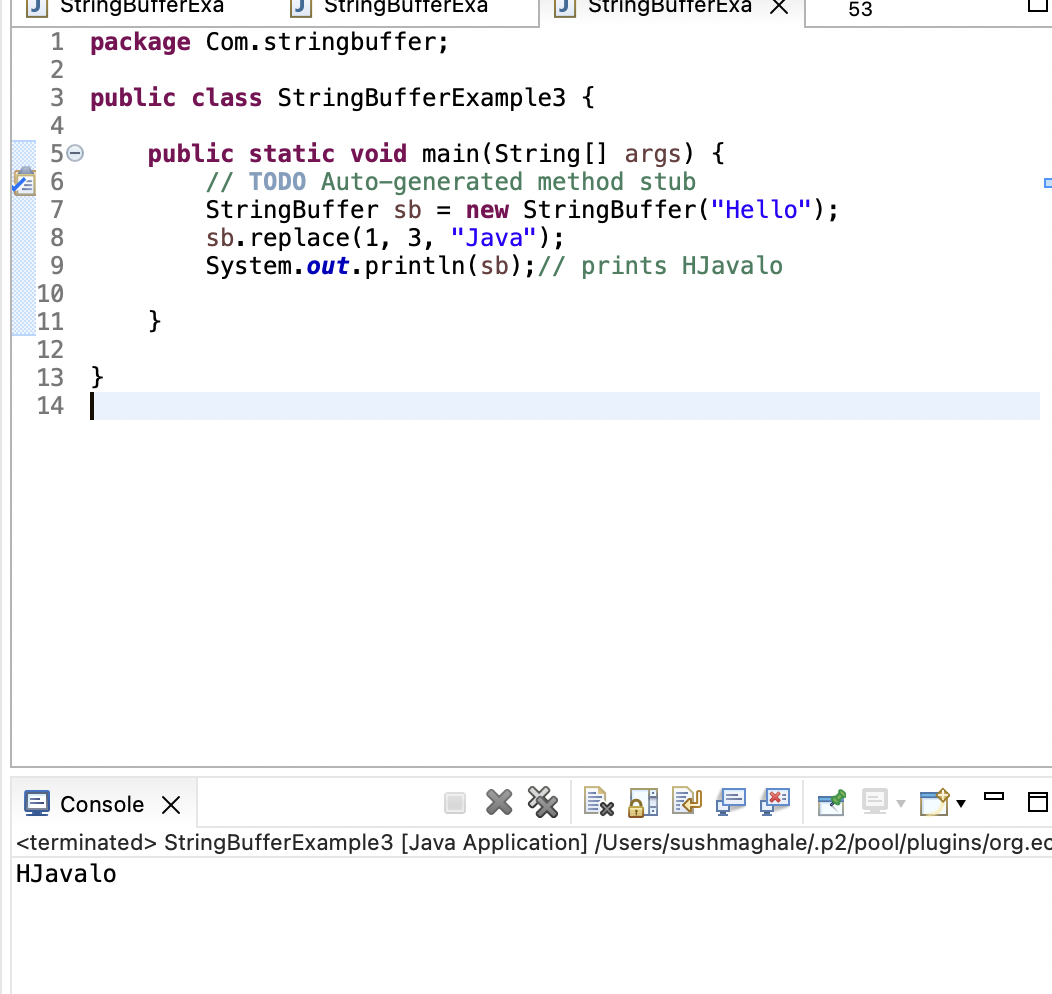 StringBufferExa StringBufferExa StringBufferExa 53
1 package Com.stringbuffer;
2
3 public class StringBufferExample3 {
4
5 public static void main(String[] args) {
6 // TODO Auto-generated method stub
7 StringBuffer sb = new StringBuffer("Hello");
8 sb.replace(1, 3, "Java");
9 System.out.println(sb);// prints HJavalo
10
11 }
12
13 }
14
Console
<terminated> StringBufferExample3 [Java Application] /Users/sushmaghale/.p2/pool/plugins/org.ec
HJavalo